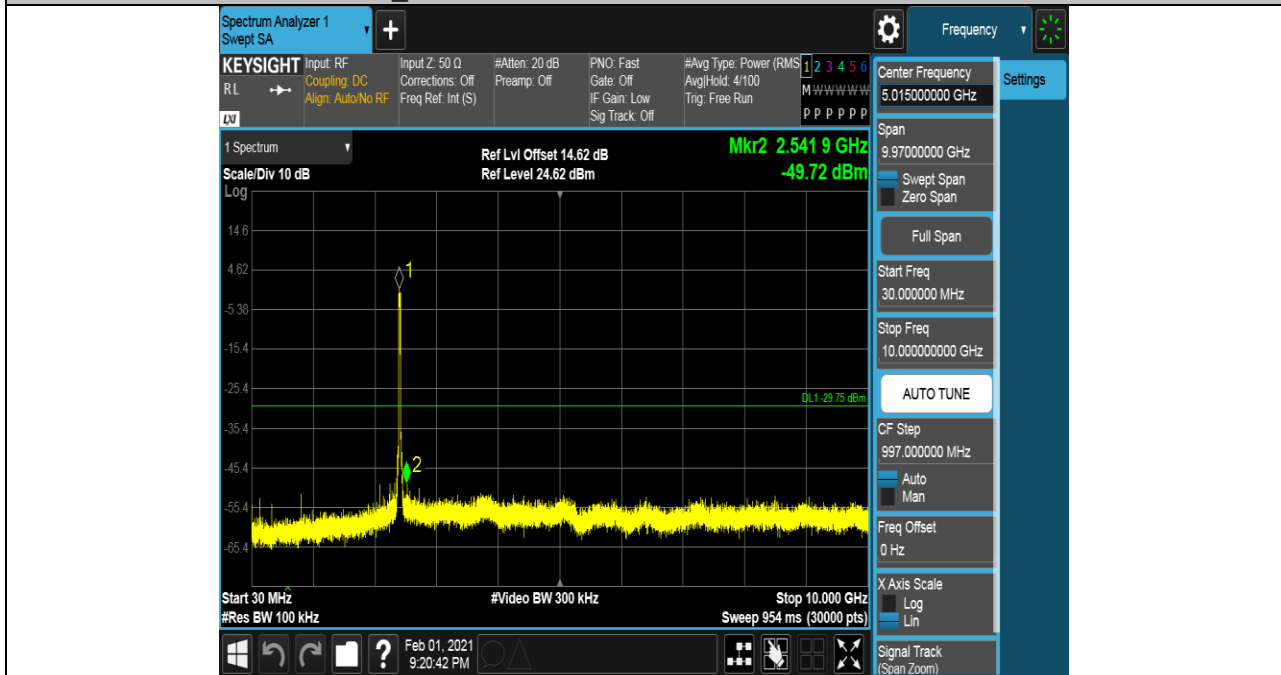 Spectrum Analyzer 1
Swept SA
+
Frequency
KEYSIGHT
RL
LXI
Input: RF
Coupling: DC
Align: Auto/No RF
Input Z: 50 Ω
Corrections: Off
Freq Ref: Int (S)
#Atten: 20 dB
Preamp: Off
PNO: Fast
Gate: Off
IF Gain: Low
Sig Track: Off
#Avg Type: Power (RMS
Avg|Hold: 4/100
Trig: Free Run
1 2 3 4 5 6
M W W W W W
P P P P P P
1 Spectrum
Scale/Div 10 dB
Ref Lvl Offset 14.62 dB
Ref Level 24.62 dBm
Mkr2 2.541 9 GHz
-49.72 dBm
Log
14.6
4.62
-5.38
-15.4
-25.4
-35.4
-45.4
-55.4
-65.4
1
2
DL1 -29.75 dBm
Start 30 MHz
#Res BW 100 kHz
#Video BW 300 kHz
Stop 10.000 GHz
Sweep 954 ms (30000 pts)
?
Feb 01, 2021
9:20:42 PM
Center Frequency
5.015000000 GHz
Span
9.97000000 GHz
Swept Span
Zero Span
Full Span
Start Freq
30.000000 MHz
Stop Freq
10.000000000 GHz
AUTO TUNE
CF Step
997.000000 MHz
Auto
Man
Freq Offset
0 Hz
X Axis Scale
Log
Lin
Signal Track
(Span Zoom)
Settings